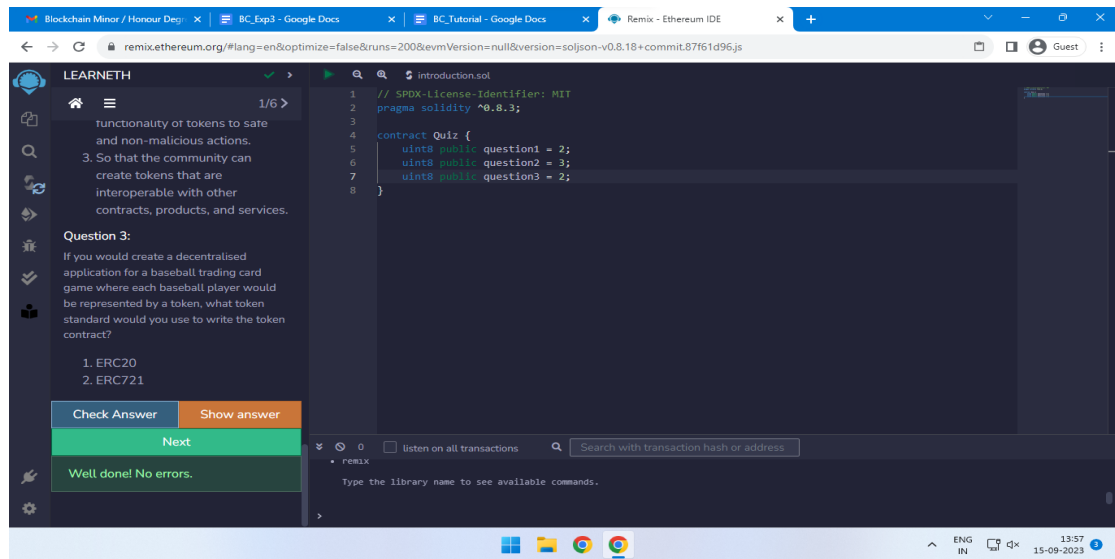 Blockchain Minor / Honour Degr
BC_Exp3 - Google Docs
BC_Tutorial - Google Docs
Remix - Ethereum IDE
remix.ethereum.org/#lang=en&optimize=false&runs=200&evmVersion=null&version=soljson-v0.8.18+commit.87f61d96.js
Guest
LEARNETH
1/6
functionality of tokens to safe
and non-malicious actions.
3. So that the community can
create tokens that are
interoperable with other
contracts, products, and services.
Question 3:
If you would create a decentralised
application for a baseball trading card
game where each baseball player would
be represented by a token, what token
standard would you use to write the token
contract?
1. ERC20
2. ERC721
Check Answer
Show answer
Next
Well done! No errors.
introduction.sol
1 // SPDX-License-Identifier: MIT
2 pragma solidity ^0.8.3;
3
4 contract Quiz {
5 uint8 public question1 = 2;
6 uint8 public question2 = 3;
7 uint8 public question3 = 2;
8 }
0
listen on all transactions
Search with transaction hash or address
• remix
Type the library name to see available commands.
>
ENG
IN
13:57
15-09-2023
3